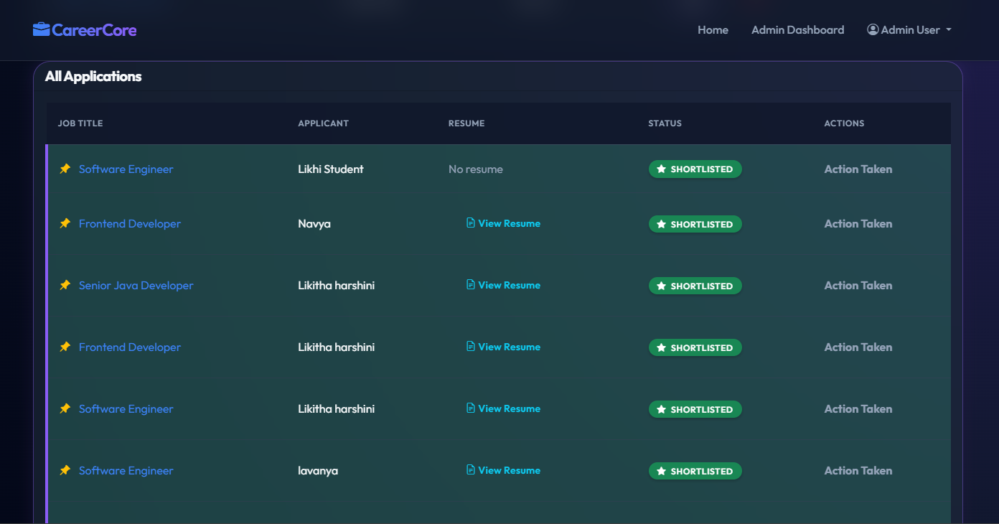 CareerCore Home Admin Dashboard Admin User
All Applications
JOB TITLE APPLICANT RESUME STATUS ACTIONS
Software Engineer Likhi Student No resume SHORTLISTED Action Taken
Frontend Developer Navya View Resume SHORTLISTED Action Taken
Senior Java Developer Likitha harshini View Resume SHORTLISTED Action Taken
Frontend Developer Likitha harshini View Resume SHORTLISTED Action Taken
Software Engineer Likitha harshini View Resume SHORTLISTED Action Taken
Software Engineer lavanya View Resume SHORTLISTED Action Taken